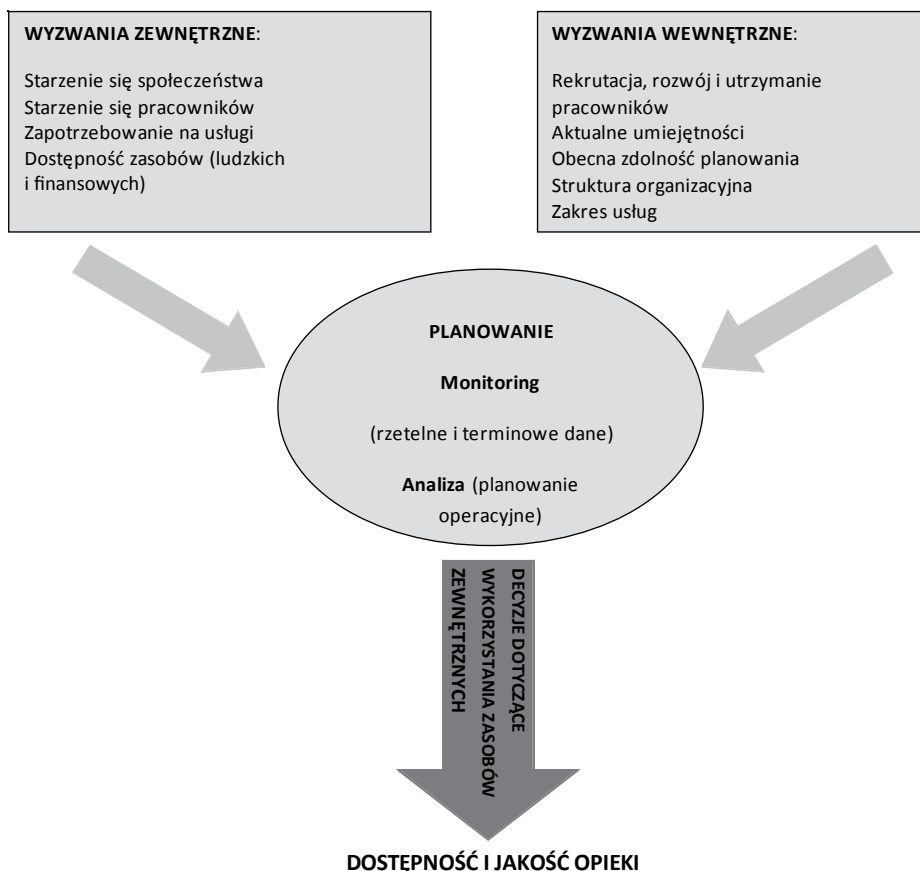 WYZWANIA ZEWNĘTRZNE:
Starzenie się społeczeństwa
Starzenie się pracowników
Zapotrzebowanie na usługi
Dostępność zasobów (ludzkich
i finansowych)
WYZWANIA WEWNĘTRZNE:
Rekrutacja, rozwój i utrzymanie
pracowników
Aktualne umiejętności
Obecna zdolność planowania
Struktura organizacyjna
Zakres usług
PLANOWANIE
Monitoring
(rzetelne i terminowe dane)
Analiza (planowanie
operacyjne)
DECYZJE DOTYCZĄCE
WYKORZYSTANIA ZASOBÓW
ZEWNĘTRZNYCH
DOSTĘPNOŚĆ I JAKOŚĆ OPIEKI